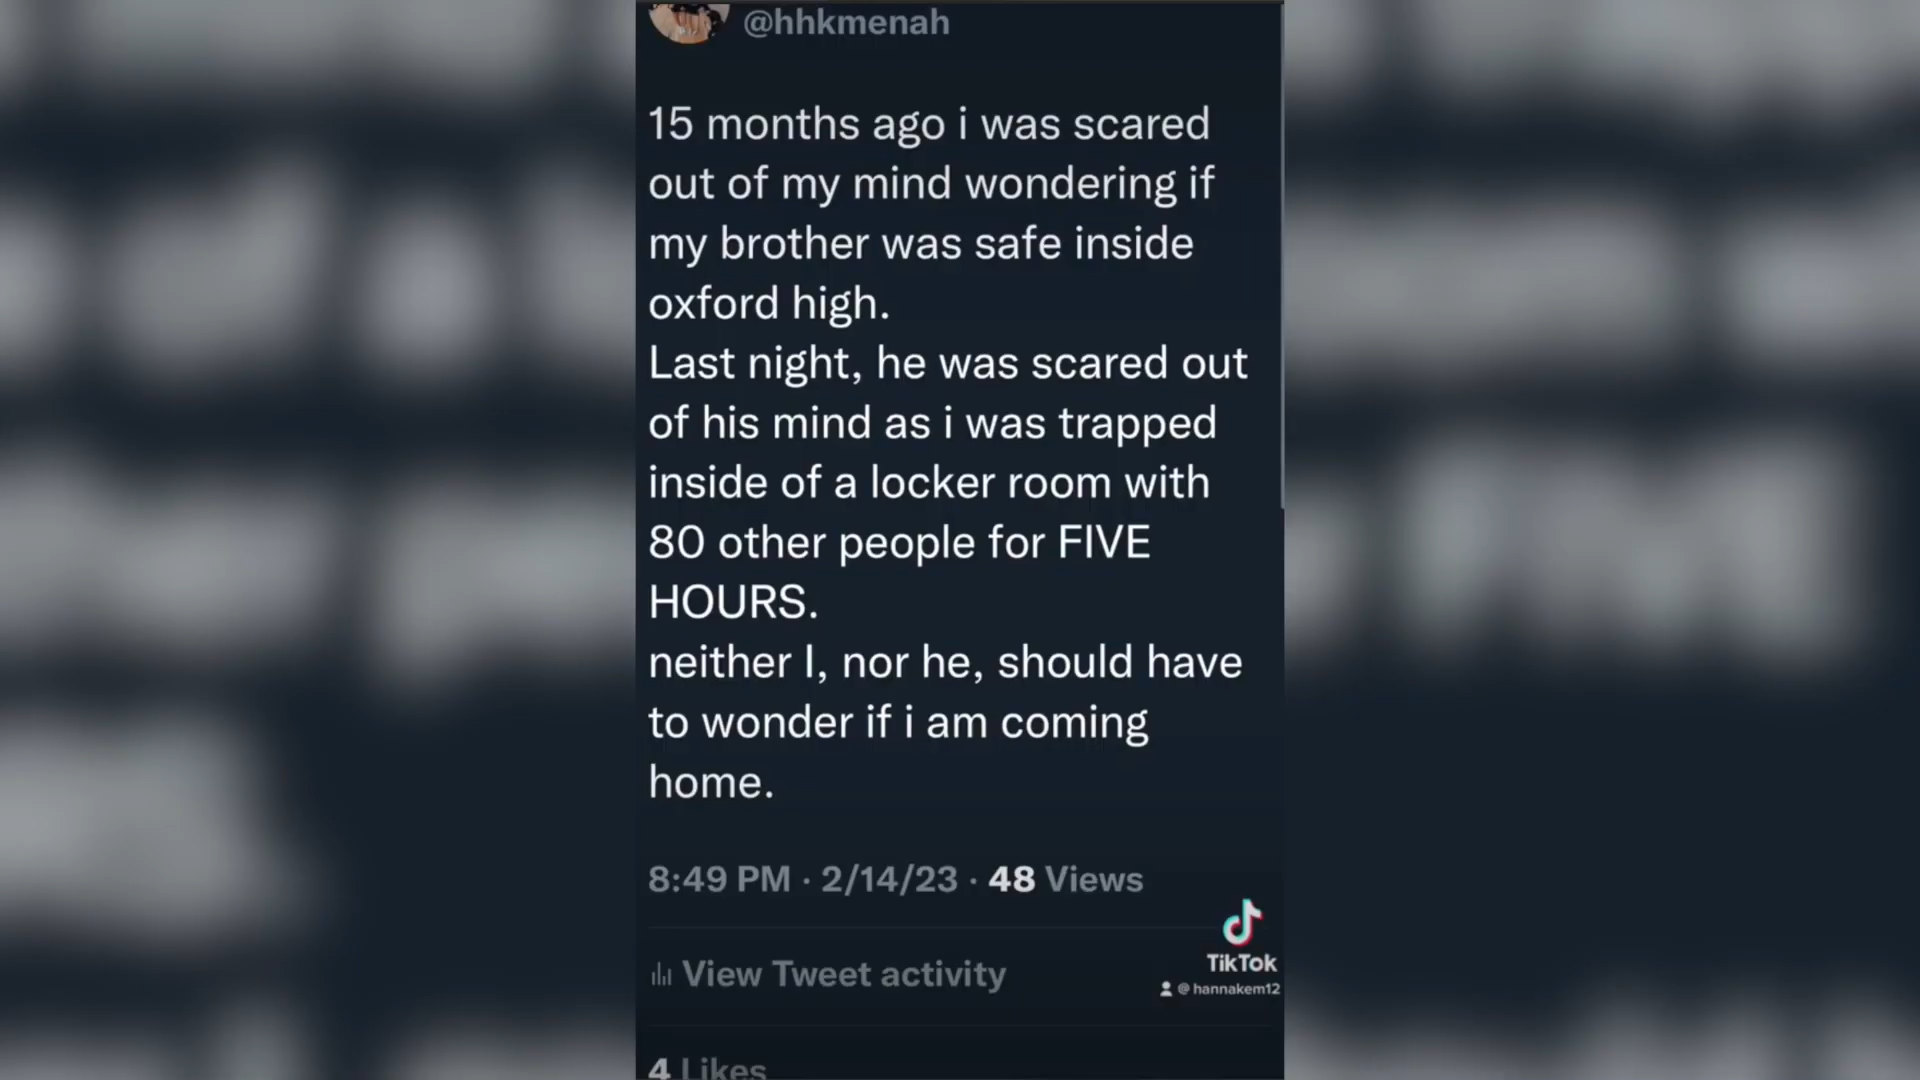 @hhkmenah
15 months ago i was scared
out of my mind wondering if
my brother was safe inside
oxford high.
Last night, he was scared out
of his mind as i was trapped
inside of a locker room with
80 other people for FIVE
HOURS.
neither I, nor he, should have
to wonder if i am coming
home.
8:49 PM · 2/14/23 · 48 Views
View Tweet activity
TikTok
@hannakem12
4 Likes